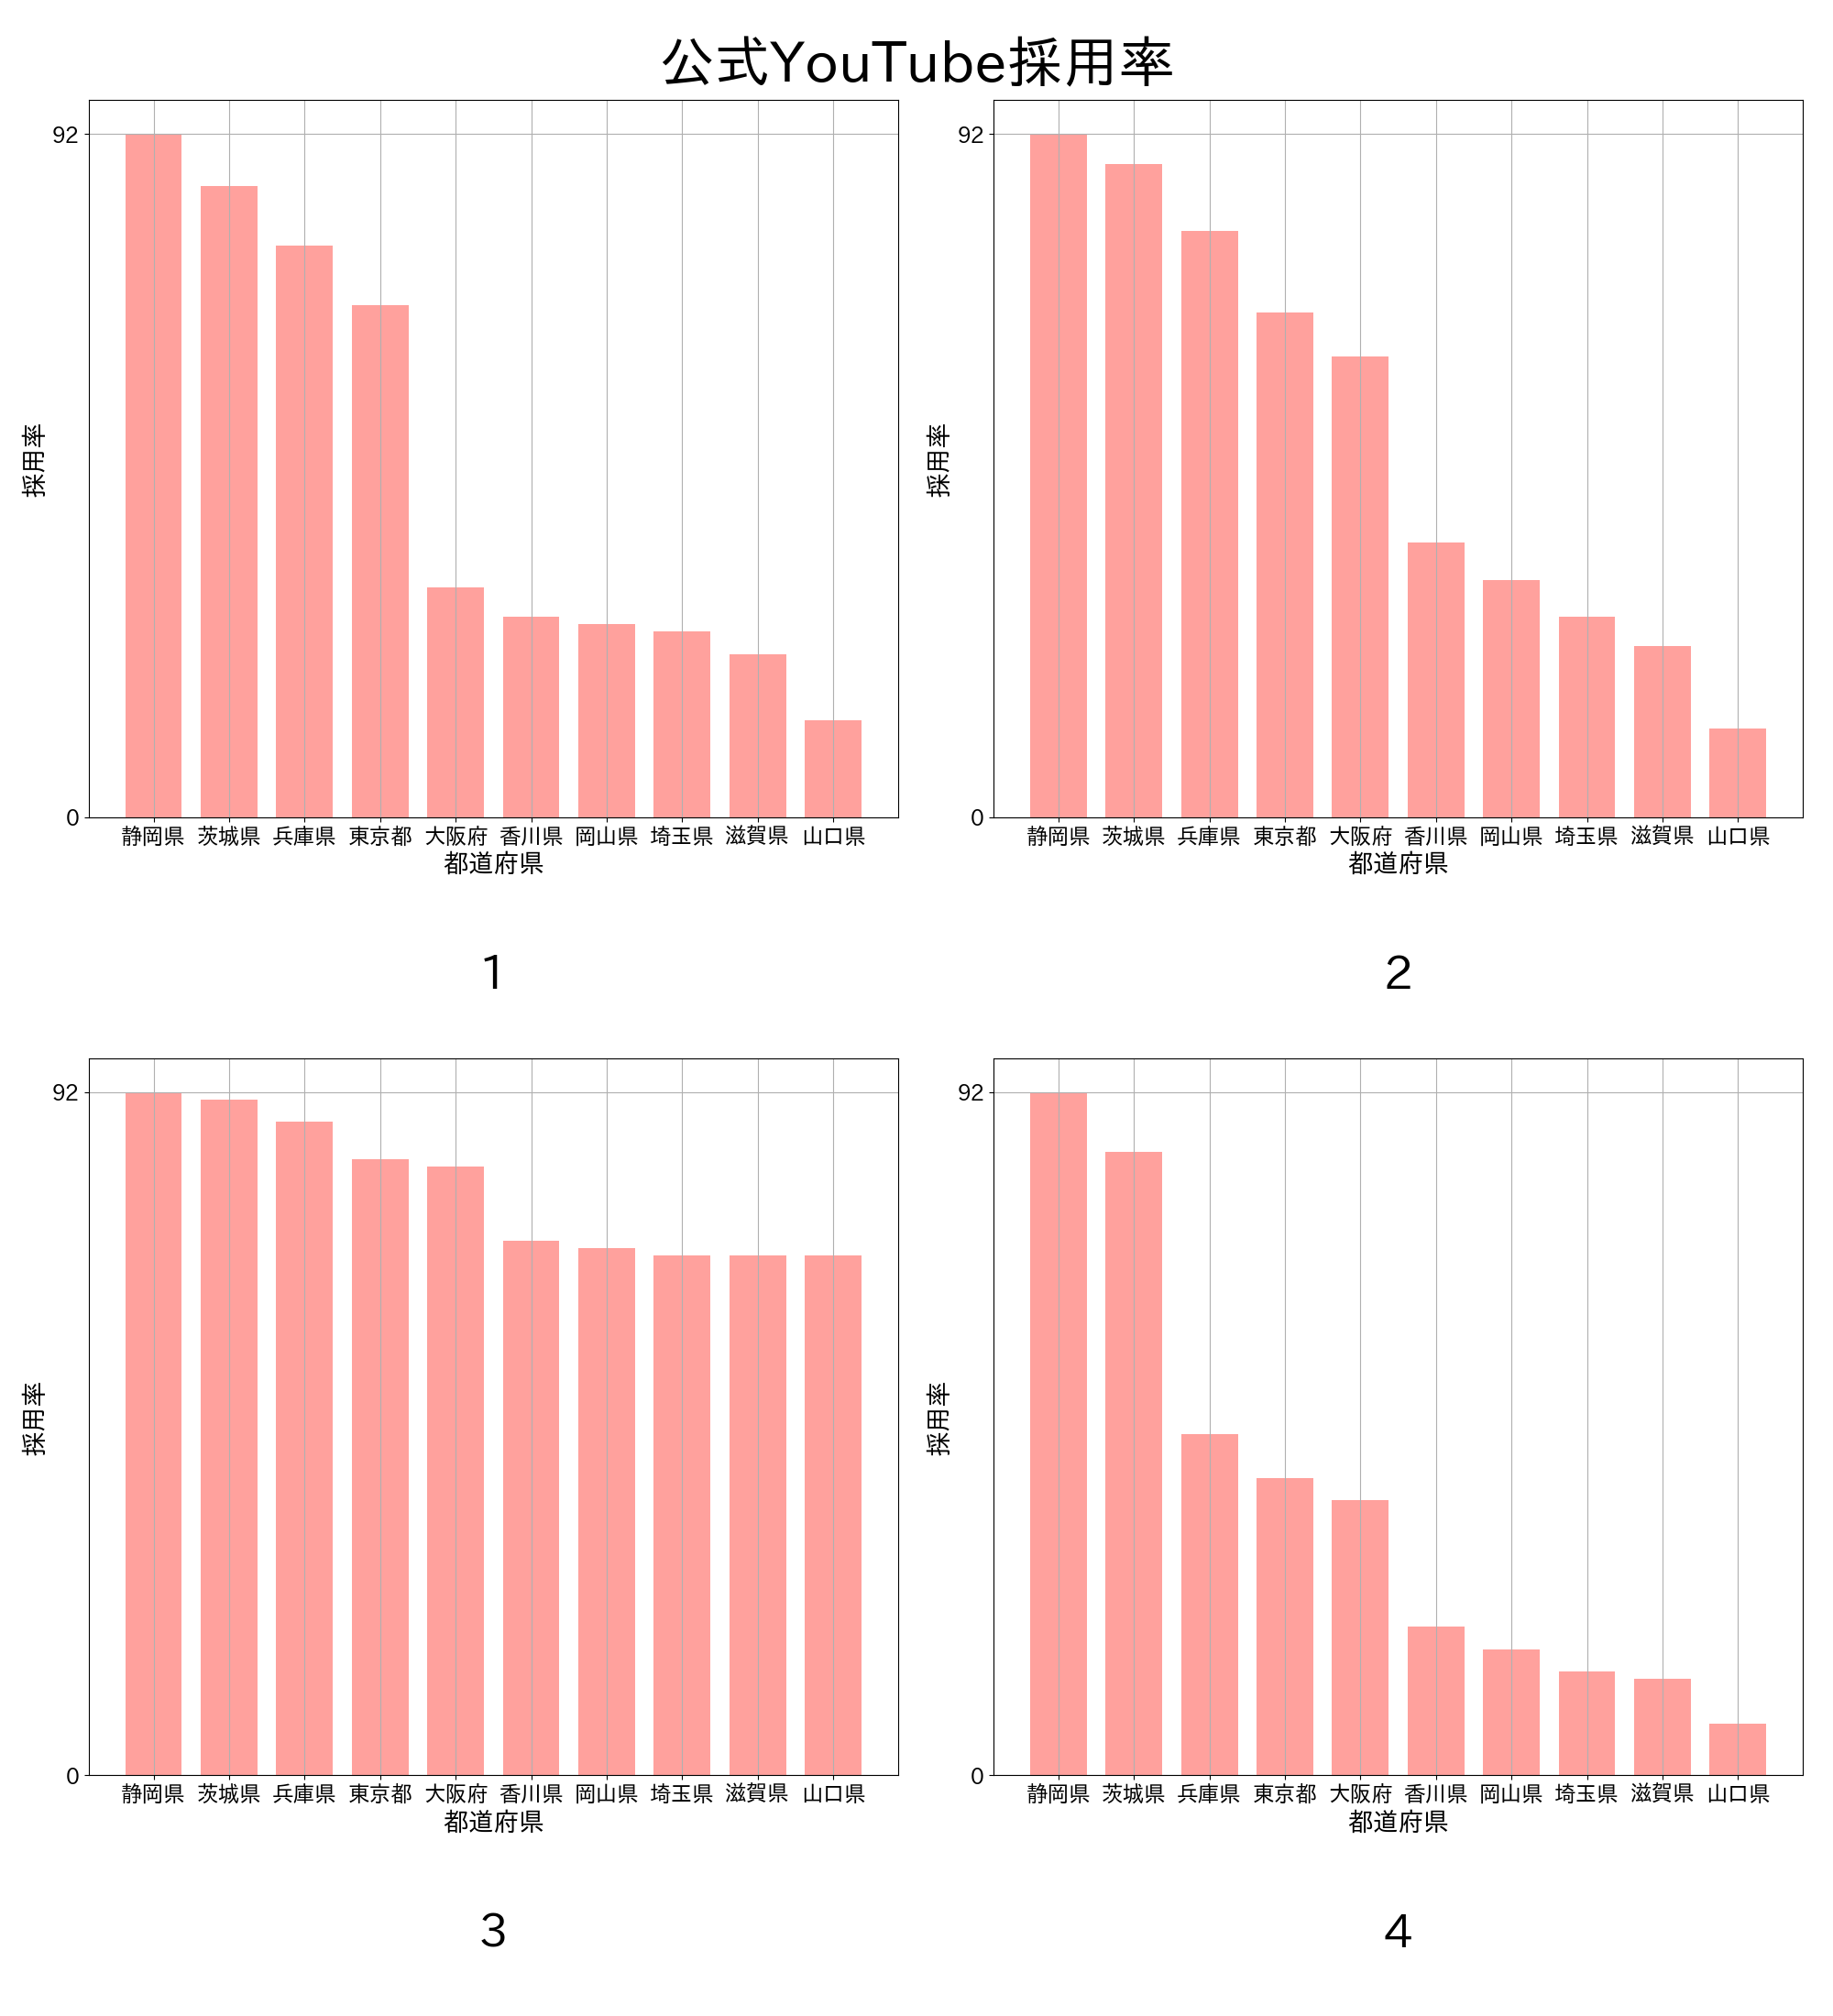 公式YouTube採用率
92
採用率
0
静岡県 茨城県 兵庫県 東京都 大阪府 香川県 岡山県 埼玉県 滋賀県 山口県
都道府県
1
92
採用率
0
静岡県 茨城県 兵庫県 東京都 大阪府 香川県 岡山県 埼玉県 滋賀県 山口県
都道府県
2
92
採用率
0
静岡県 茨城県 兵庫県 東京都 大阪府 香川県 岡山県 埼玉県 滋賀県 山口県
都道府県
3
92
採用率
0
静岡県 茨城県 兵庫県 東京都 大阪府 香川県 岡山県 埼玉県 滋賀県 山口県
都道府県
4